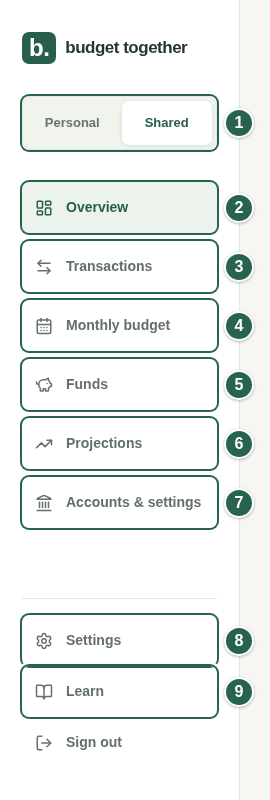 b. budget together
Personal Shared 1
Overview 2
Transactions 3
Monthly budget 4
Funds 5
Projections 6
Accounts & settings 7
Settings 8
Learn 9
Sign out